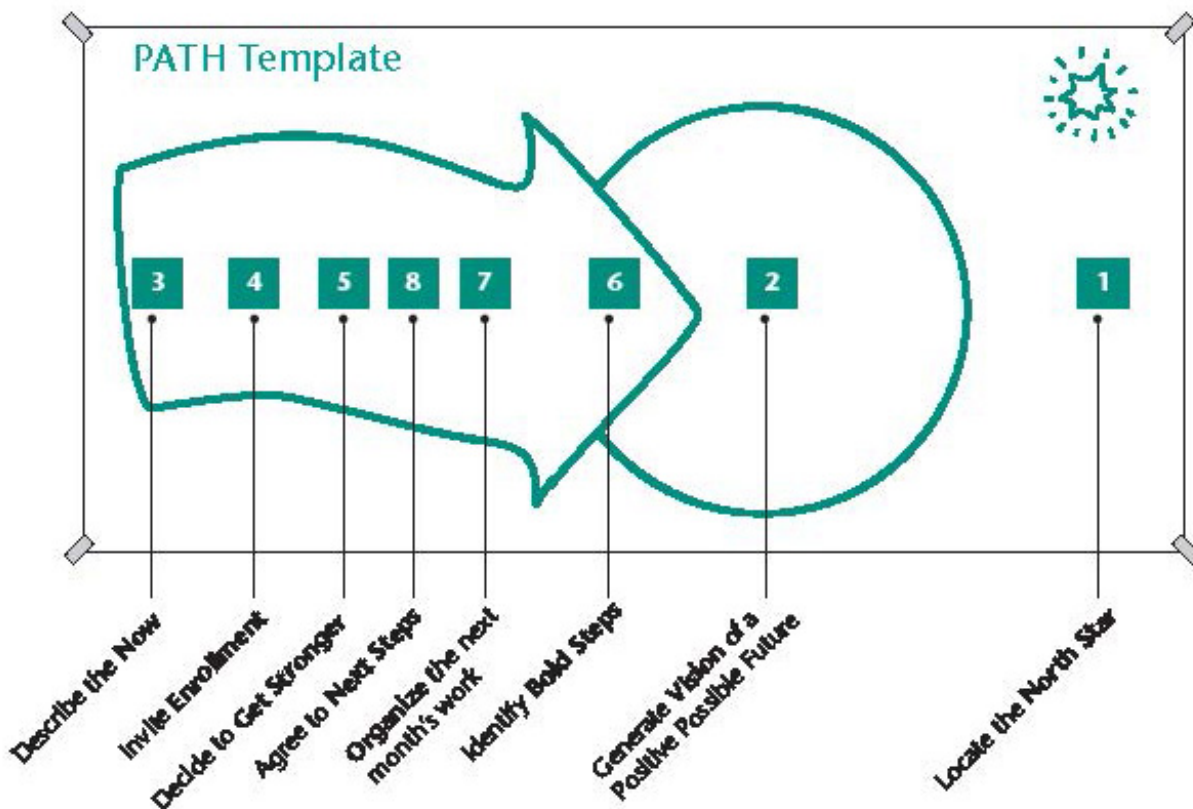 PATH Template
3
4
5
8
7
6
2
1
Describe the Now
Invite Enrollment
Decide to Get Stronger
Agree to Next Steps
Organize the next
month's work
Identify Bold Steps
Generate Vision of a
Positive Possible Future
Locate the North Star